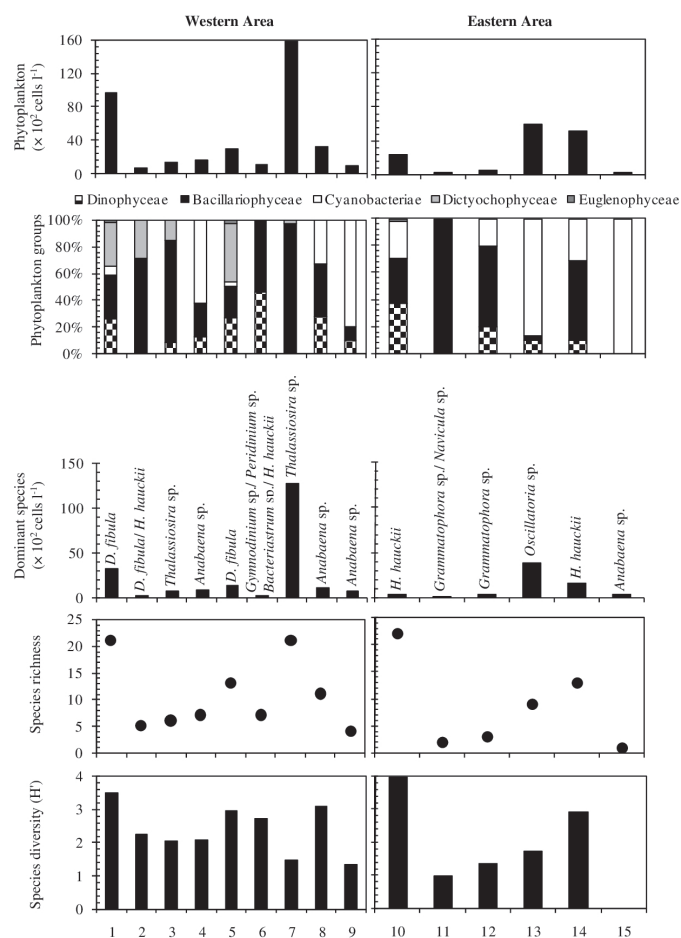 Western Area
Eastern Area
Phytoplankton
(× 10² cells l⁻¹)
160
120
80
40
0
Dinophyceae
Bacillariophyceae
Cyanobacteriae
Dictyochophyceae
Euglenophyceae
Phytoplankton groups
100%
80%
60%
40%
20%
0%
Dominant species
(× 10² cells l⁻¹)
150
100
50
0
D. fibula
D. fibula/ H. hauckii
Thalassiosira sp.
Anabaena sp.
D. fibula
Gymnodinium sp./ Peridinium sp.
Bacteriastrum sp./ H. hauckii
Thalassiosira sp.
Anabaena sp.
Anabaena sp.
H. hauckii
Grammatophora sp./ Navicula sp.
Grammatophora sp.
Oscillatoria sp.
H. hauckii
Anabaena sp.
Species richness
25
20
15
10
5
0
Species diversity (H')
4
3
2
1
0
1 2 3 4 5 6 7 8 9
10 11 12 13 14 15